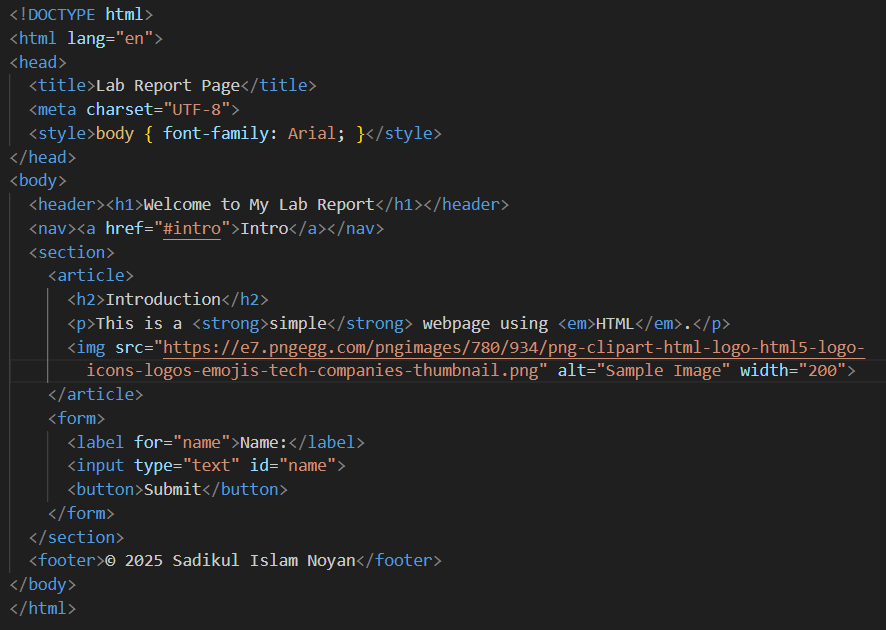 <!DOCTYPE html>
<html lang="en">
<head>
  <title>Lab Report Page</title>
  <meta charset="UTF-8">
  <style>body { font-family: Arial; }</style>
</head>
<body>
  <header><h1>Welcome to My Lab Report</h1></header>
  <nav><a href="#intro">Intro</a></nav>
  <section>
    <article>
      <h2>Introduction</h2>
      <p>This is a <strong>simple</strong> webpage using <em>HTML</em>.</p>
      <img src="https://e7.pngegg.com/pngimages/780/934/png-clipart-html-logo-html5-logo-
        icons-logos-emojis-tech-companies-thumbnail.png" alt="Sample Image" width="200">
    </article>
    <form>
      <label for="name">Name:</label>
      <input type="text" id="name">
      <button>Submit</button>
    </form>
  </section>
  <footer>© 2025 Sadikul Islam Noyan</footer>
</body>
</html>